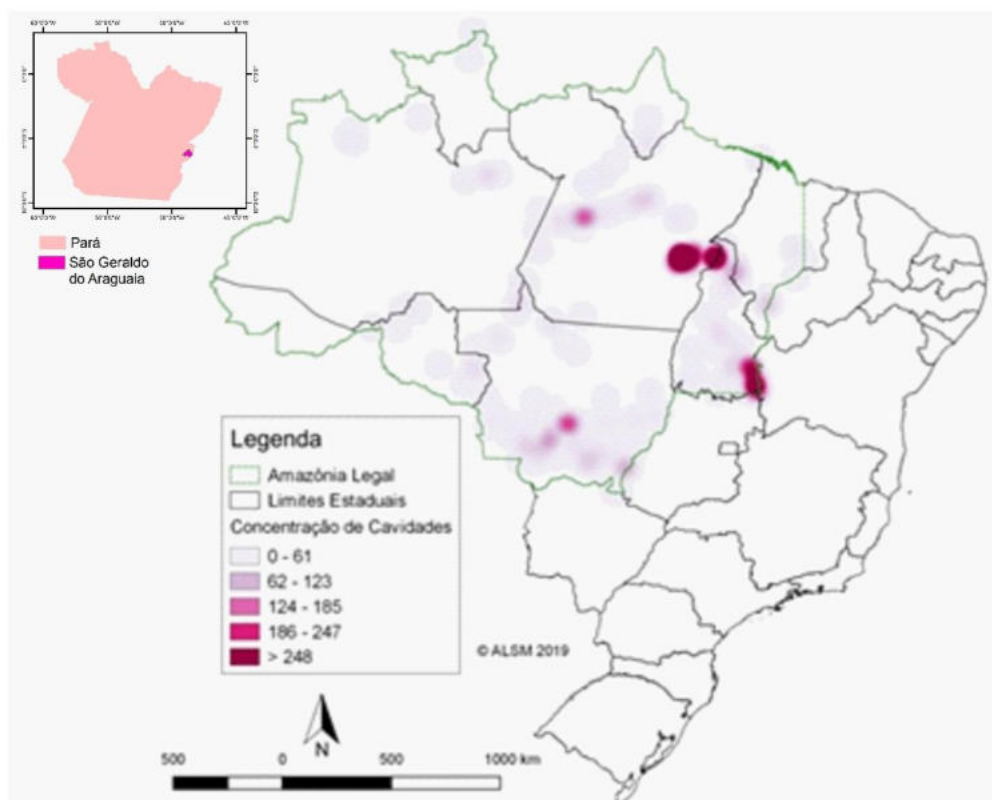 Pará
São Geraldo
do Araguaia
Legenda
Amazônia Legal
Limites Estaduais
Concentração de Cavidades
0 - 61
62 - 123
124 - 185
186 - 247
> 248
© ALSM 2019
N
500 0 500 1000 km